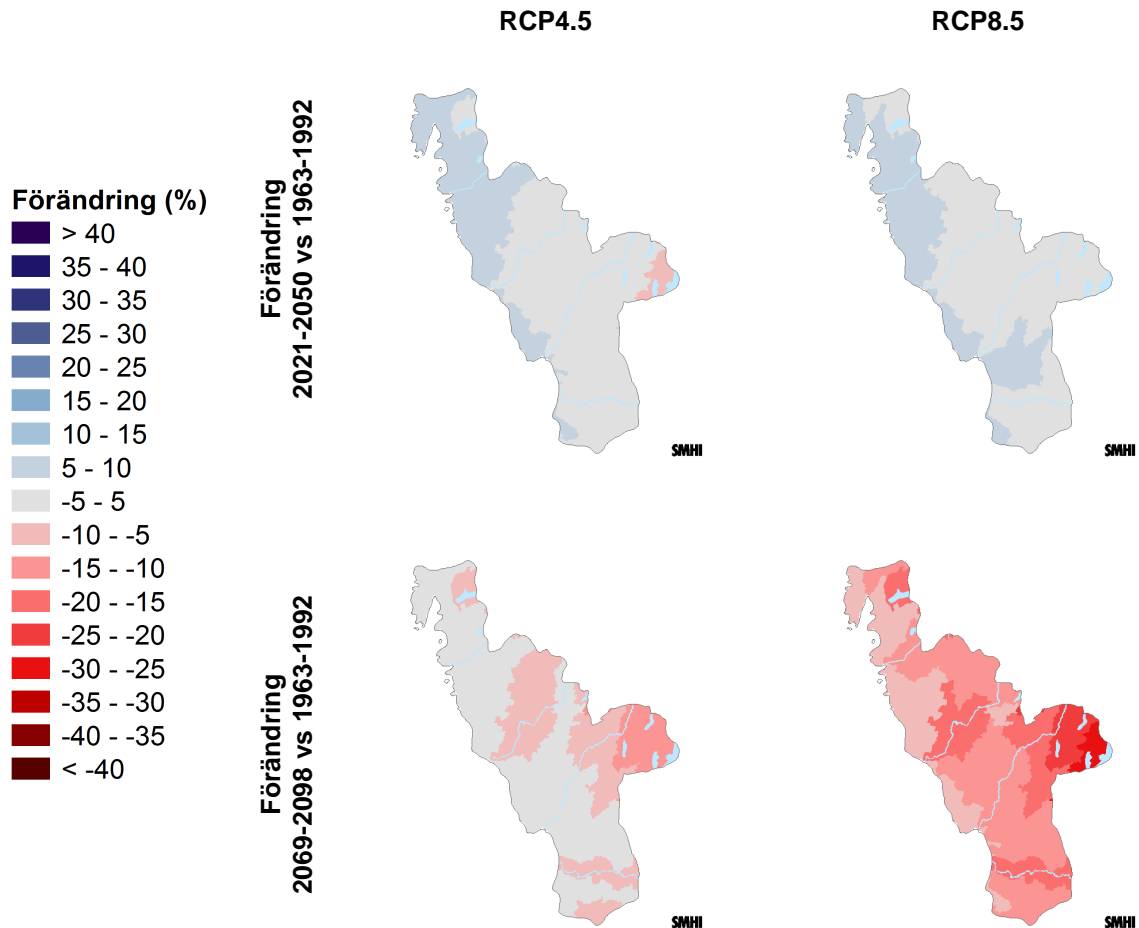 RCP4.5
RCP8.5
Förändring (%)
> 40
35 - 40
30 - 35
25 - 30
20 - 25
15 - 20
10 - 15
5 - 10
-5 - 5
-10 - -5
-15 - -10
-20 - -15
-25 - -20
-30 - -25
-35 - -30
-40 - -35
< -40
Förändring
2021-2050 vs 1963-1992
SMHI
SMHI
Förändring
2069-2098 vs 1963-1992
SMHI
SMHI